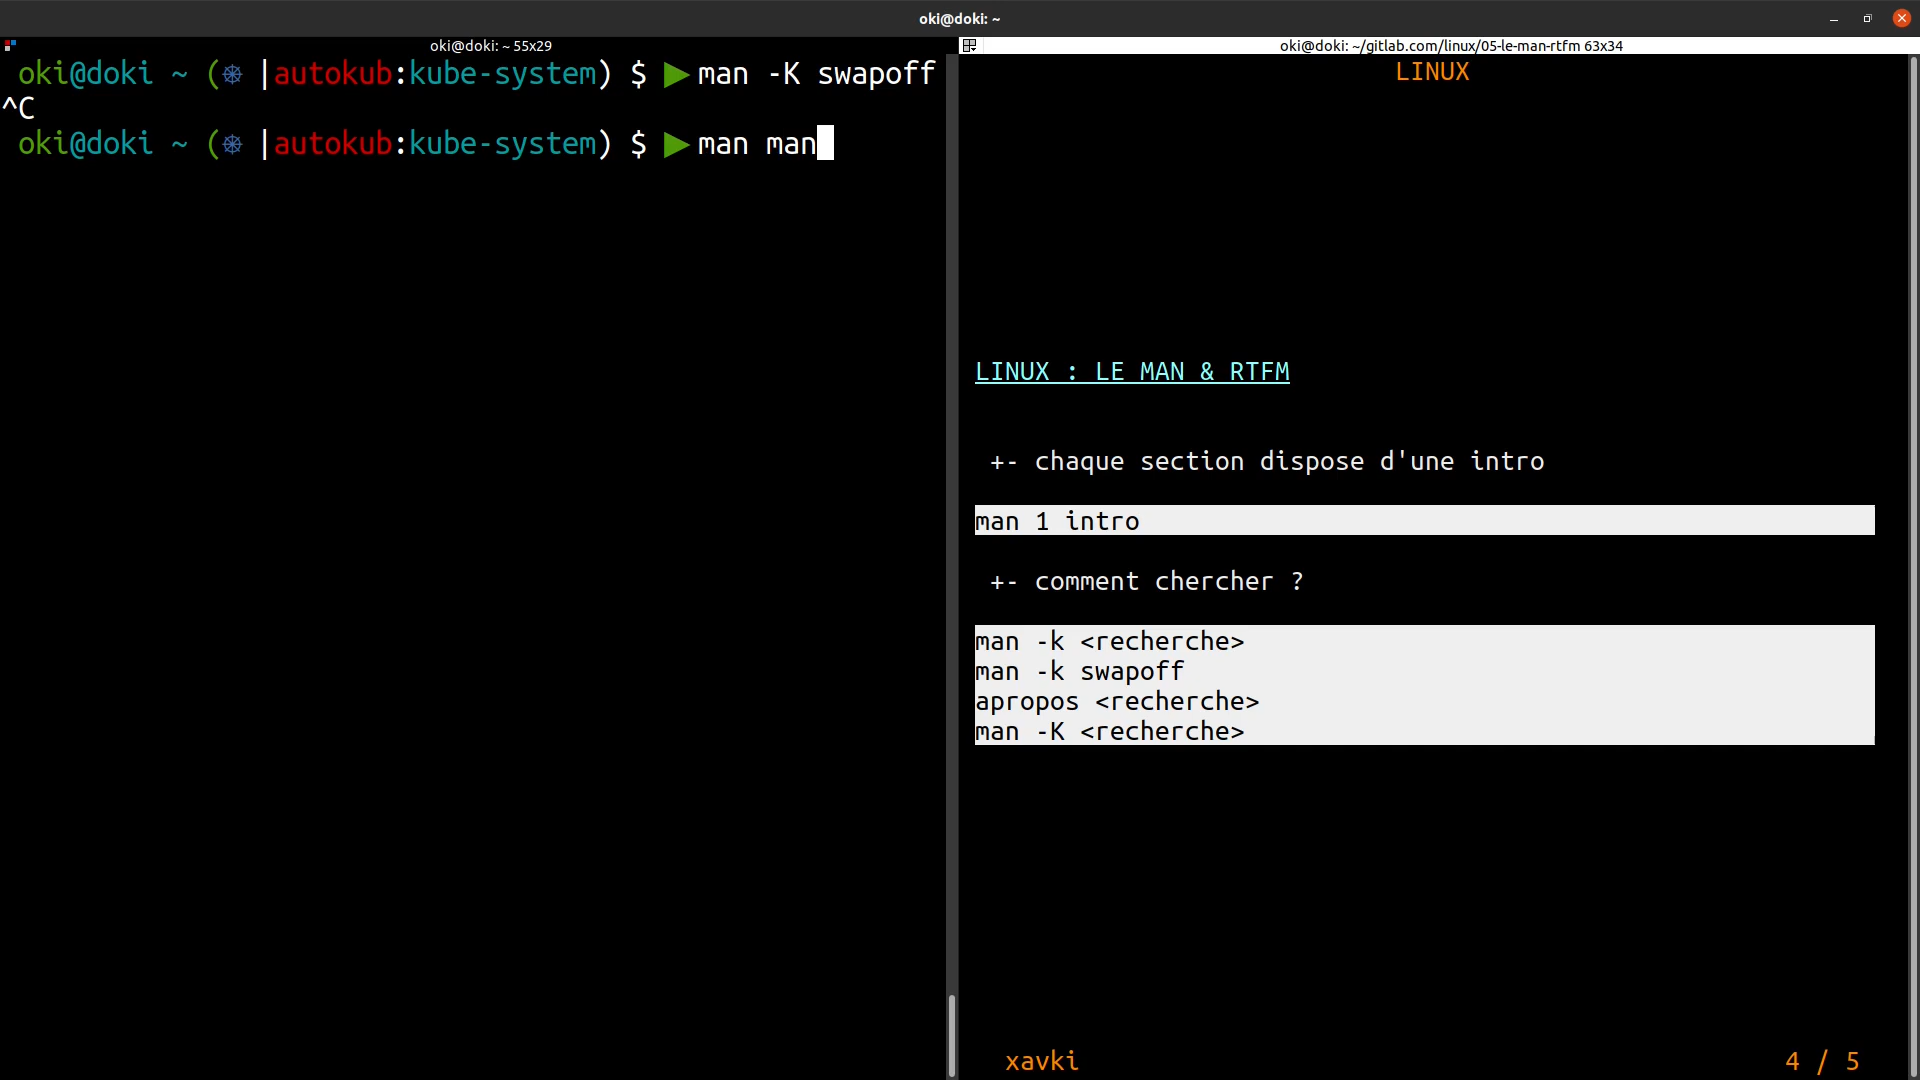 oki@doki: ~
oki@doki: ~ 55x29
oki@doki ~ (⎈ |autokub:kube-system) $ ▶man -K swapoff
^C
oki@doki ~ (⎈ |autokub:kube-system) $ ▶man man
oki@doki: ~/gitlab.com/linux/05-le-man-rtfm 63x34
LINUX
LINUX : LE MAN & RTFM
+- chaque section dispose d'une intro
man 1 intro
+- comment chercher ?
man -k <recherche>
man -k swapoff
apropos <recherche>
man -K <recherche>
xavki
4 / 5